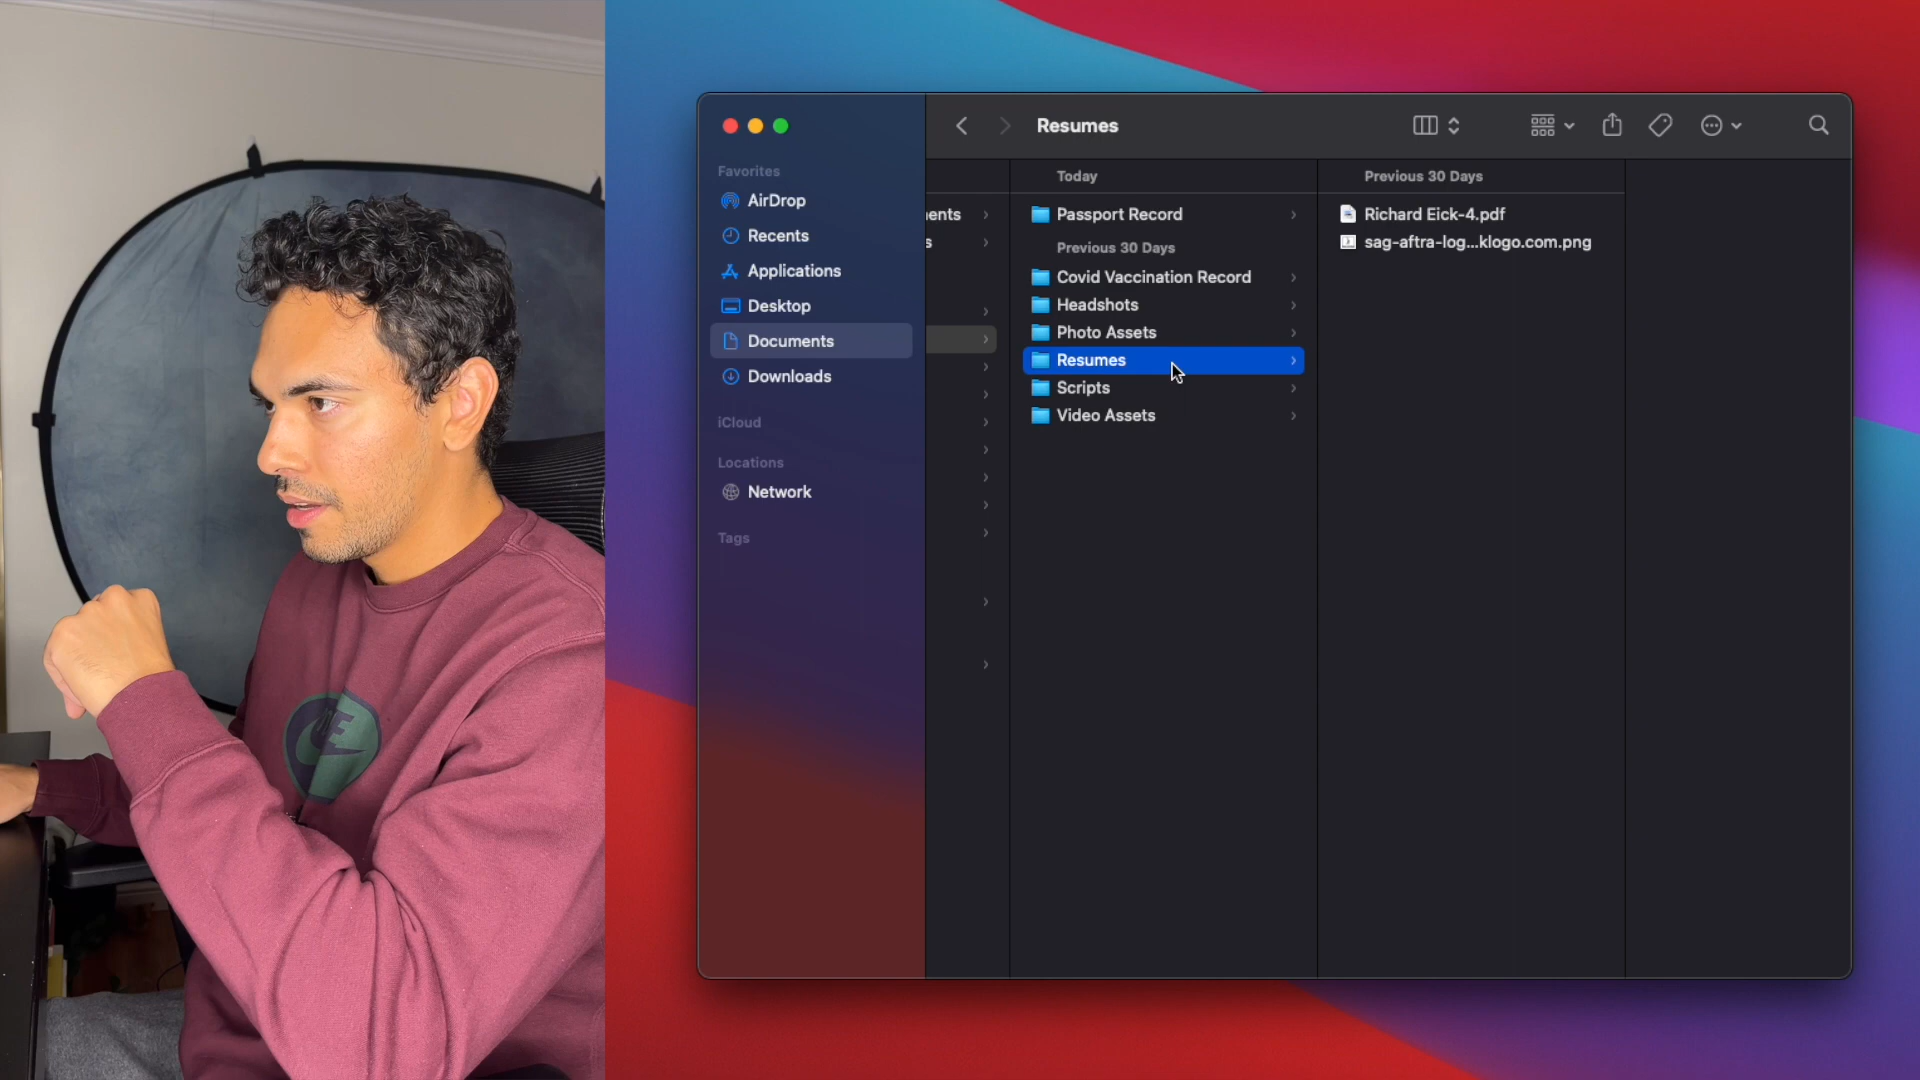 Resumes
Favorites
AirDrop
Recents
Applications
Desktop
Documents
Downloads
iCloud
Locations
Network
Tags
ents
s
Today
Passport Record
Previous 30 Days
Covid Vaccination Record
Headshots
Photo Assets
Resumes
Scripts
Video Assets
Previous 30 Days
Richard Eick-4.pdf
sag-aftra-log...klogo.com.png